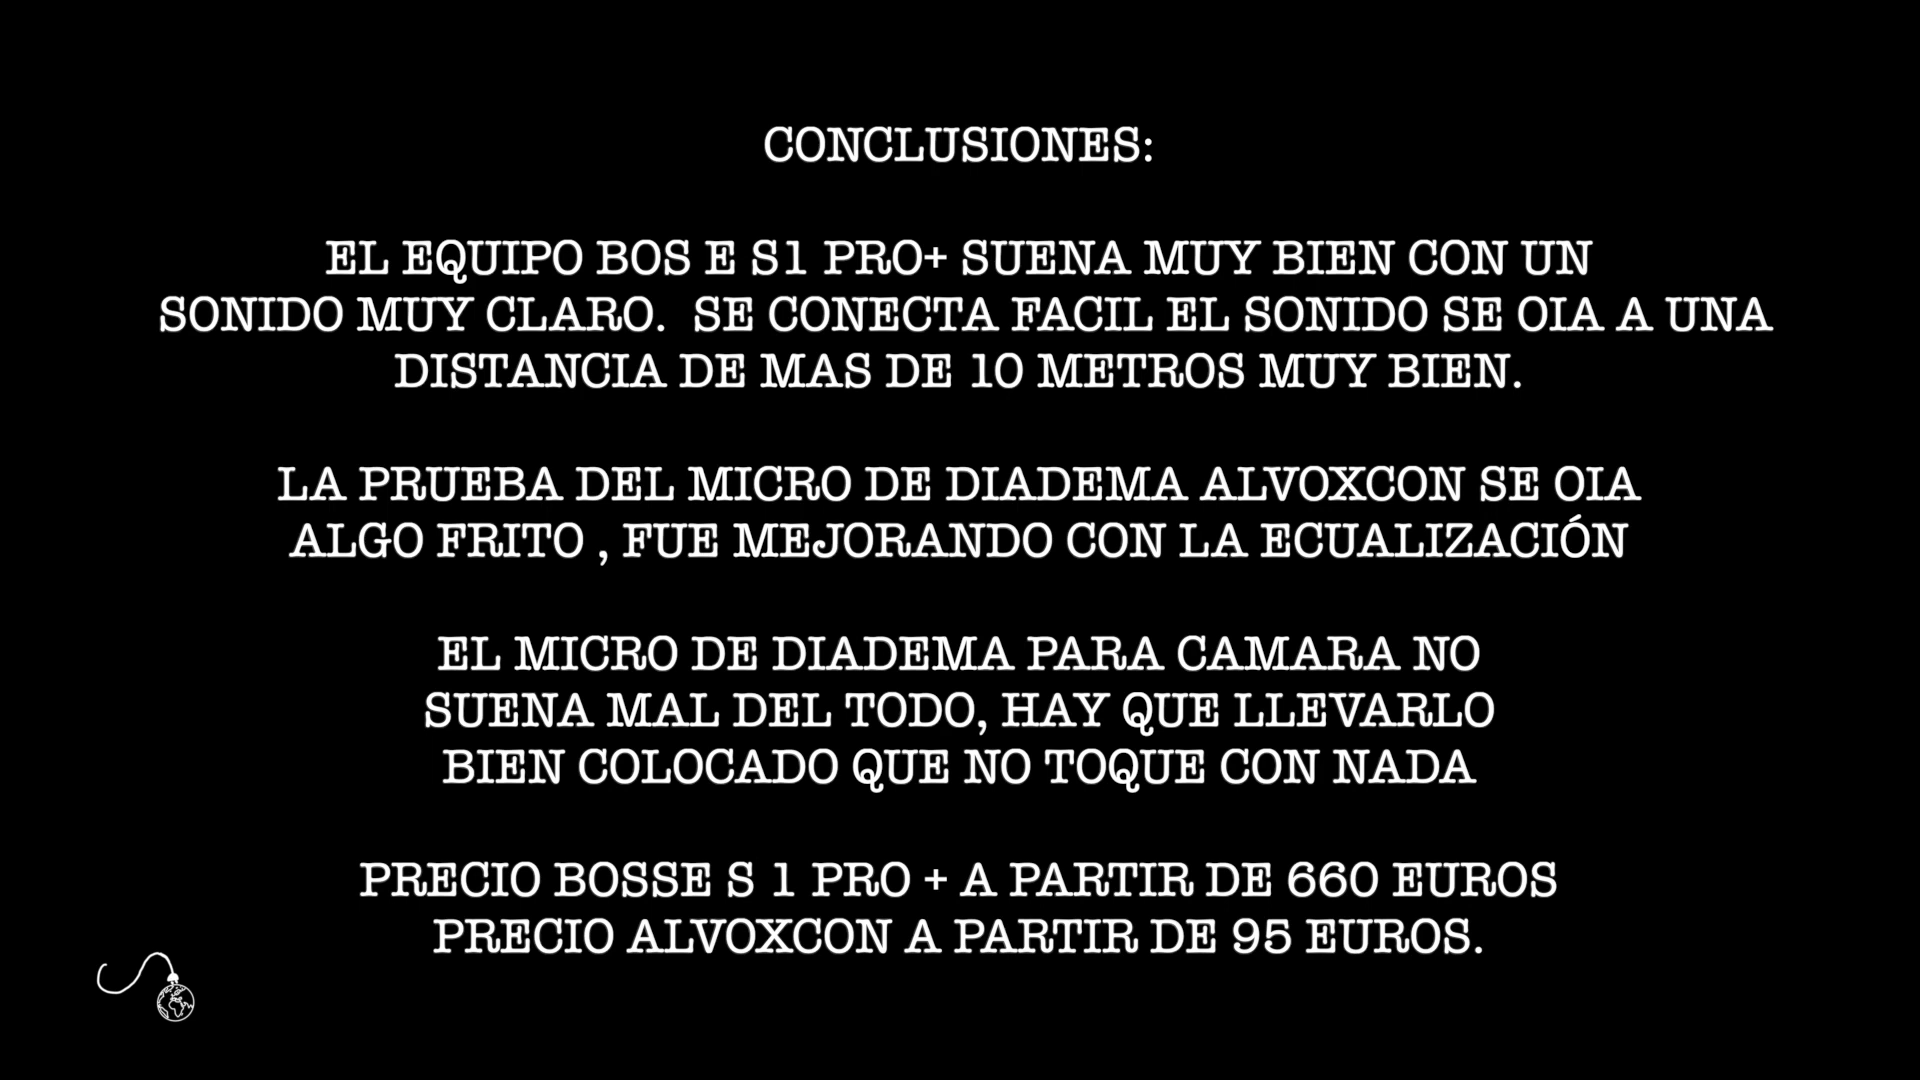 CONCLUSIONES:
EL EQUIPO BOS E S1 PRO+ SUENA MUY BIEN CON UN
SONIDO MUY CLARO. SE CONECTA FACIL EL SONIDO SE OIA A UNA
DISTANCIA DE MAS DE 10 METROS MUY BIEN.
LA PRUEBA DEL MICRO DE DIADEMA ALVOXCON SE OIA
ALGO FRITO , FUE MEJORANDO CON LA ECUALIZACIÓN
EL MICRO DE DIADEMA PARA CAMARA NO
SUENA MAL DEL TODO, HAY QUE LLEVARLO
BIEN COLOCADO QUE NO TOQUE CON NADA
PRECIO BOSSE S 1 PRO + A PARTIR DE 660 EUROS
PRECIO ALVOXCON A PARTIR DE 95 EUROS.